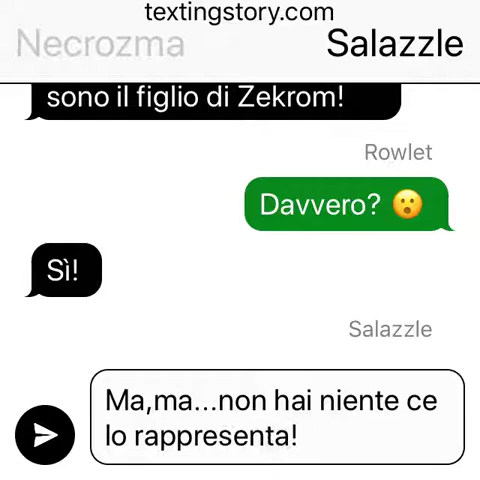 textingstory.com
Necrozma
Salazzle
sono il figlio di Zekrom!
Rowlet
Davvero? 😮
Sì!
Salazzle
Ma,ma...non hai niente ce
lo rappresenta!